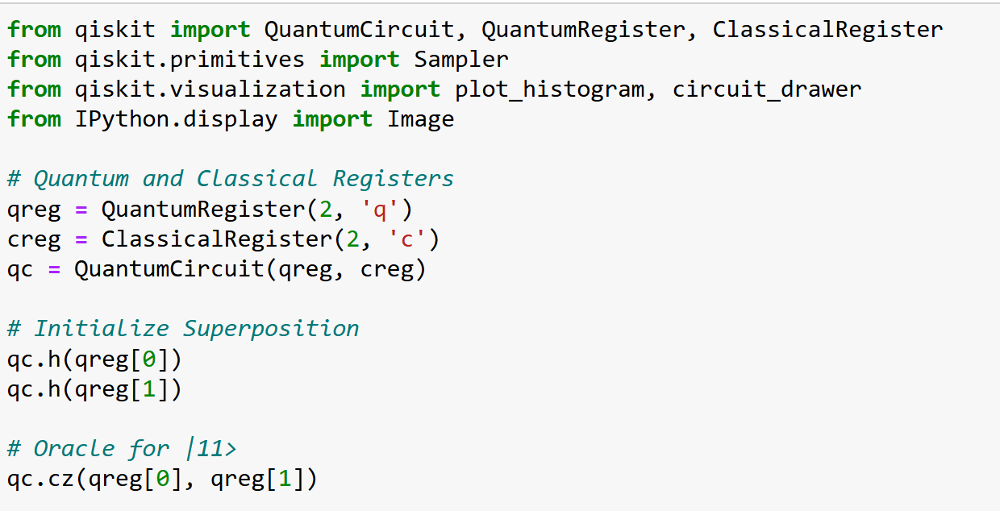 from qiskit import QuantumCircuit, QuantumRegister, ClassicalRegister
from qiskit.primitives import Sampler
from qiskit.visualization import plot_histogram, circuit_drawer
from IPython.display import Image
# Quantum and Classical Registers
qreg = QuantumRegister(2, 'q')
creg = ClassicalRegister(2, 'c')
qc = QuantumCircuit(qreg, creg)
# Initialize Superposition
qc.h(qreg[0])
qc.h(qreg[1])
# Oracle for |11>
qc.cz(qreg[0], qreg[1])